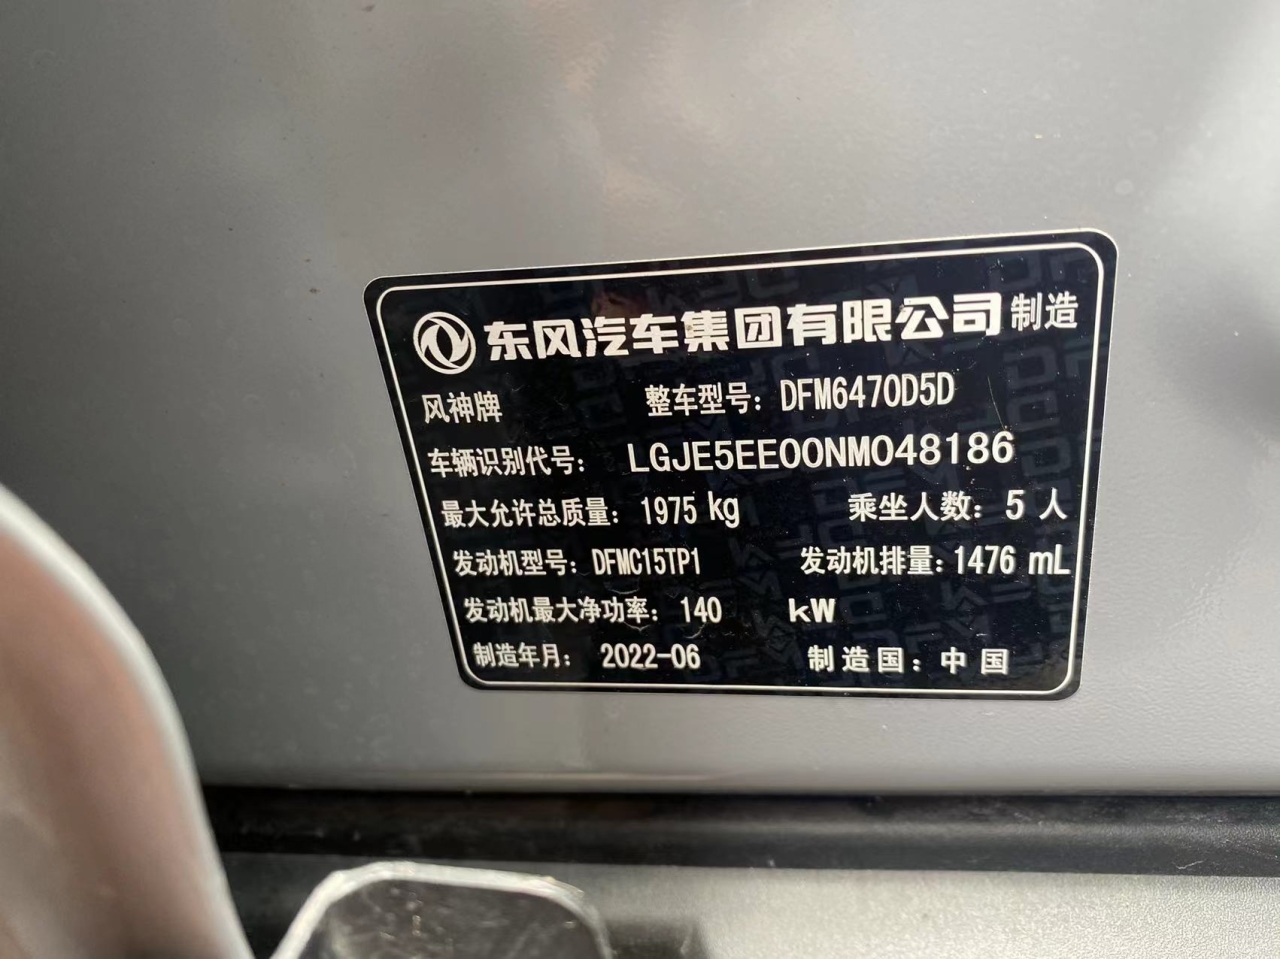 东风汽车集团有限公司制造
风神牌 整车型号：DFM6470D5D
车辆识别代号： LGJE5EE00NM048186
最大允许总质量： 1975 kg 乘坐人数： 5 人
发动机型号：DFMC15TP1 发动机排量：1476 mL
发动机最大净功率： 140 kW
制造年月： 2022-06 制造国：中国